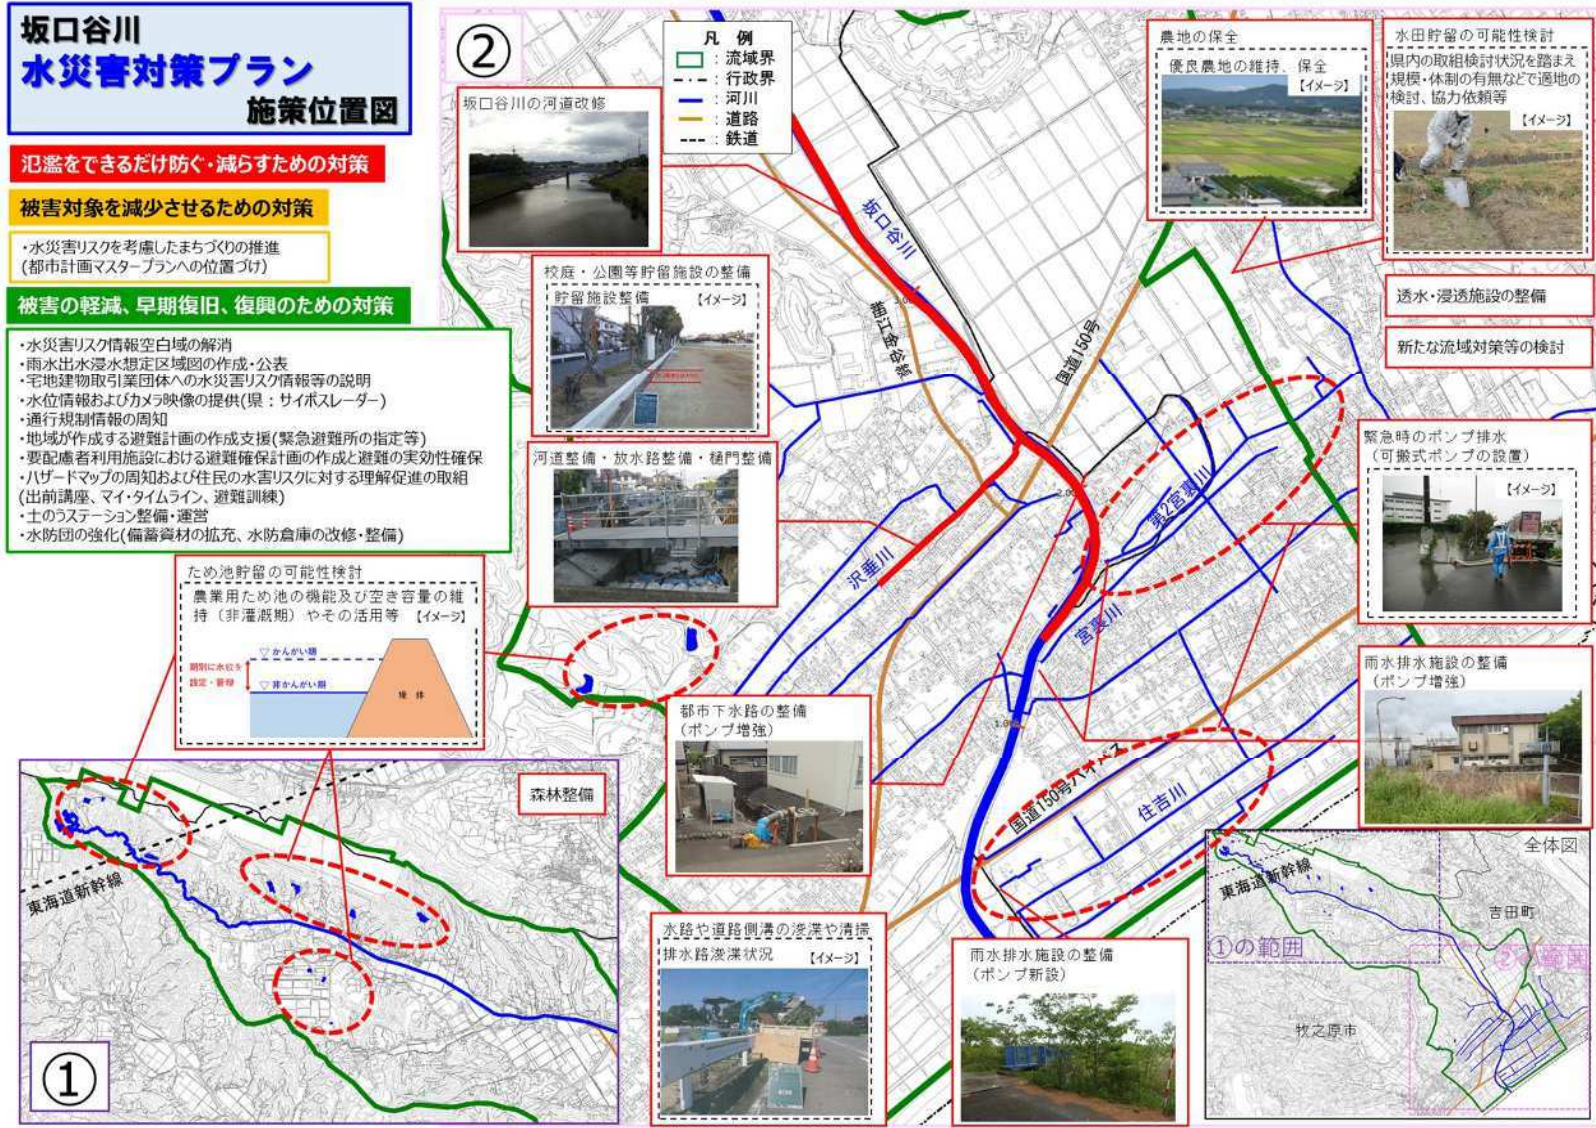 坂口谷川
水災害対策プラン
施策位置図
氾濫をできるだけ防ぐ・減らすための対策
被害対象を減少させるための対策
・水災害リスクを考慮したまちづくりの推進
(都市計画マスタープランへの位置づけ)
被害の軽減、早期復旧、復興のための対策
・水災害リスク情報空白域の解消
・雨水出水浸水想定区域図の作成・公表
・宅地建物取引業団体への水災害リスク情報等の説明
・水位情報およびカメラ映像の提供(県：サイポスレーダー)
・通行規制情報の周知
・地域が作成する避難計画の作成支援(緊急避難所の指定等)
・要配慮者利用施設における避難確保計画の作成と避難の実効性確保
・ハザードマップの周知および住民の水害リスクに対する理解促進の取組
(出前講座、マイ・タイムライン、避難訓練)
・土のうステーション整備・運営
・水防団の強化(備蓄資材の拡充、水防倉庫の改修・整備)
②
凡 例
：流域界
：行政界
：河川
：道路
：鉄道
坂口谷川の河道改修
校庭・公園等貯留施設の整備
貯留施設整備
【イメージ】
河道整備・放水路整備・樋門整備
農地の保全
優良農地の維持、保全
【イメージ】
水田貯留の可能性検討
県内の取組検討状況を踏まえ
規模・体制の有無などで適地の
検討、協力依頼等
【イメージ】
透水・浸透施設の整備
新たな流域対策等の検討
緊急時のポンプ排水
(可搬式ポンプの設置)
【イメージ】
雨水排水施設の整備
(ポンプ増強)
坂口谷川
国道150号
第2宮裏川
沢垂川
宮裏川
国道150号バイパス
住吉川
ため池貯留の可能性検討
農業用ため池の機能及び空き容量の維
持（非灌漑期）やその活用等 【イメージ】
▽ かんがい期
期別に水位を
設定・管理
▽ 非かんがい期
堤 体
都市下水路の整備
(ポンプ増強)
水路や道路側溝の浚渫や清掃
排水路浚渫状況
【イメージ】
雨水排水施設の整備
(ポンプ新設)
森林整備
東海道新幹線
①
全体図
東海道新幹線
吉田町
①の範囲
牧之原市